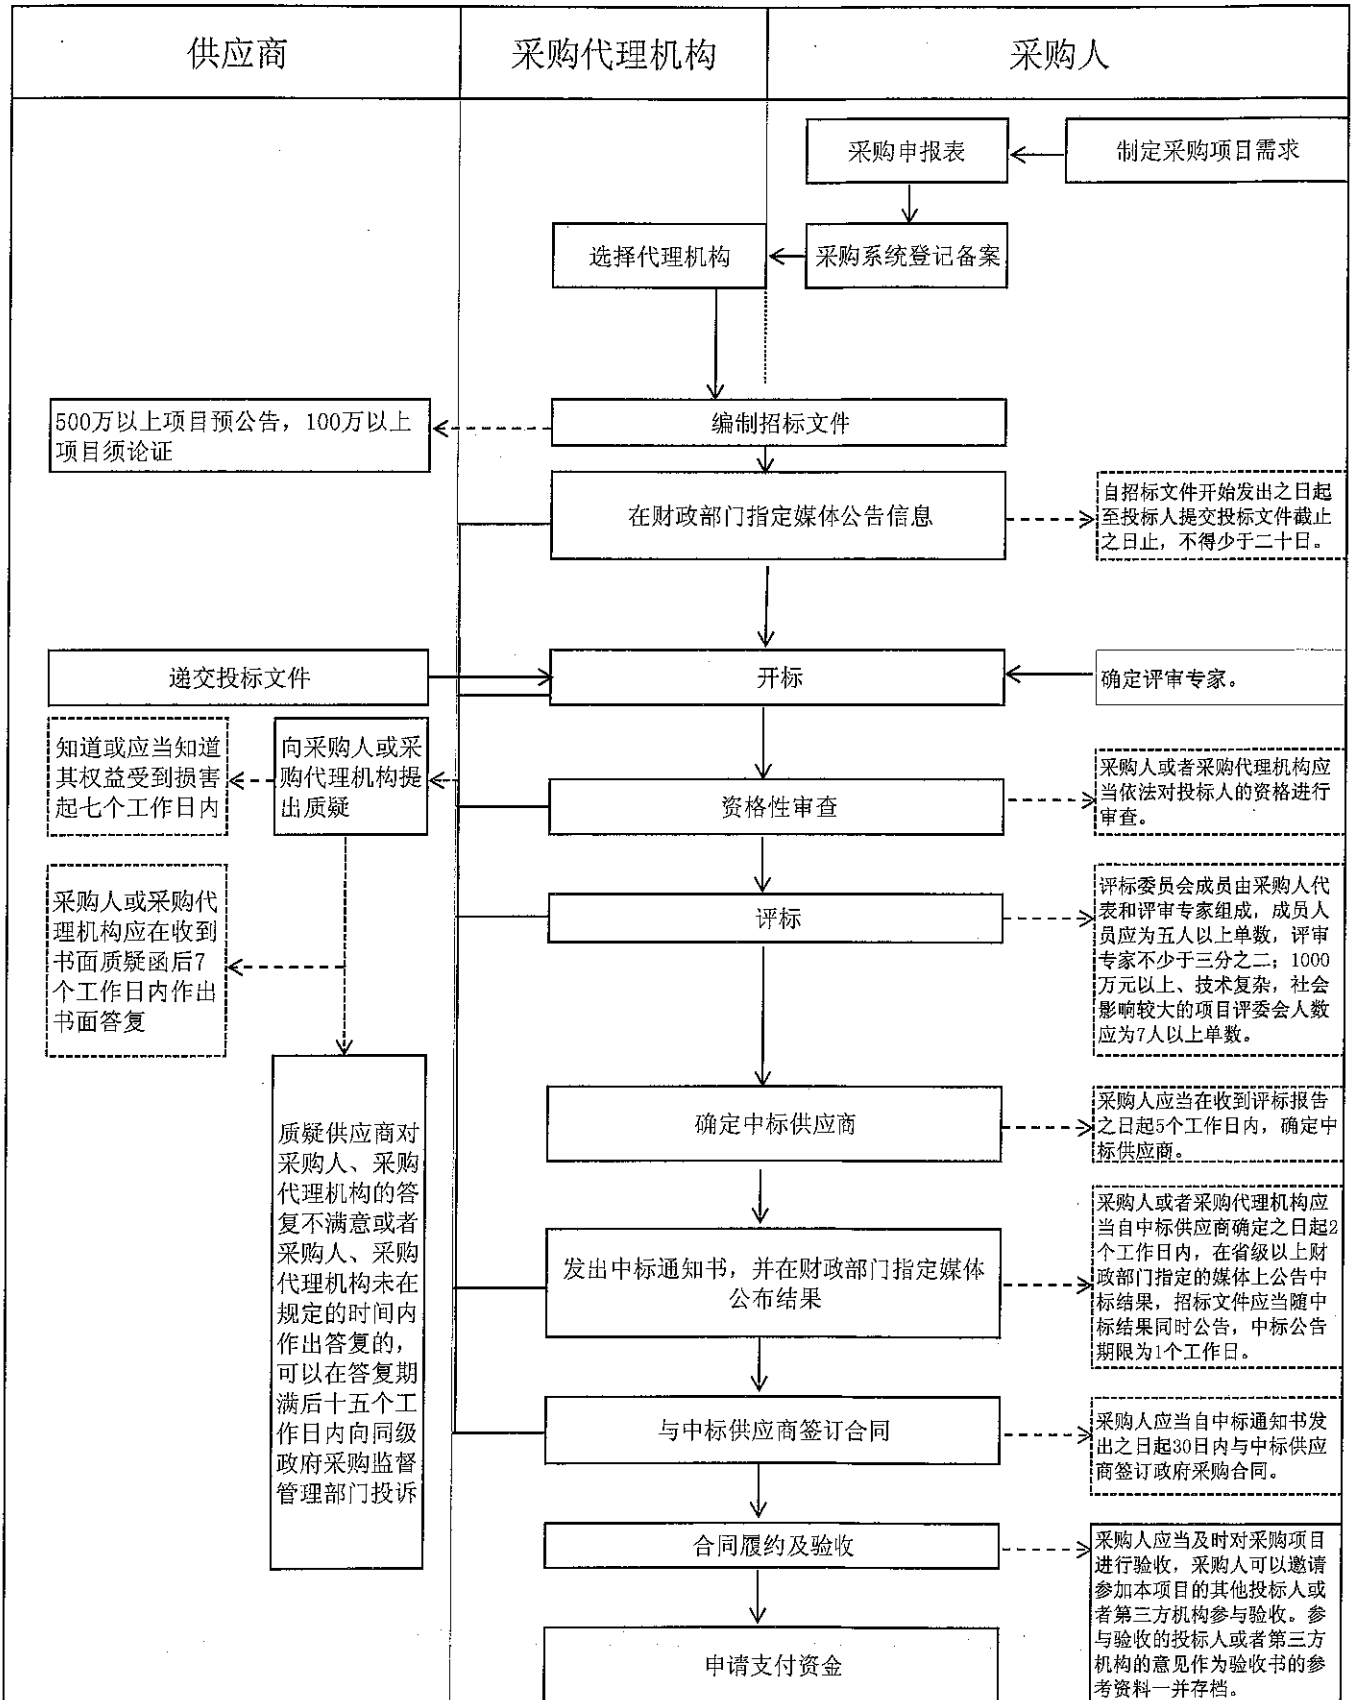 供应商
采购代理机构
采购人
采购申报表
制定采购项目需求
选择代理机构
采购系统登记备案
500万以上项目预公告，100万以上
项目须论证
编制招标文件
在财政部门指定媒体公告信息
自招标文件开始发出之日起
至投标人提交投标文件截止
之日止，不得少于二十日。
递交投标文件
开标
确定评审专家。
知道或应当知道
其权益受到损害
起七个工作日内
向采购人或采
购代理机构提
出质疑
资格性审查
采购人或者采购代理机构应
当依法对投标人的资格进行
审查。
采购人或采购代
理机构应在收到
书面质疑函后7
个工作日内作出
书面答复
评标
评标委员会成员由采购人代
表和评审专家组成，成员人
员应为五人以上单数，评审
专家不少于三分之二；1000
万元以上、技术复杂，社会
影响较大的项目评委会人数
应为7人以上单数。
质疑供应商对
采购人、采购
代理机构的答
复不满意或者
采购人、采购
代理机构未在
规定的时间内
作出答复的，
可以在答复期
满后十五个工
作日内向同级
政府采购监督
管理部门投诉
确定中标供应商
采购人应当在收到评标报告
之日起5个工作日内，确定中
标供应商。
发出中标通知书，并在财政部门指定媒体
公布结果
采购人或者采购代理机构应
当自中标供应商确定之日起2
个工作日内，在省级以上财
政部门指定的媒体上公告中
标结果，招标文件应当随中
标结果同时公告，中标公告
期限为1个工作日。
与中标供应商签订合同
采购人应当自中标通知书发
出之日起30日内与中标供应
商签订政府采购合同。
合同履约及验收
采购人应当及时对采购项目
进行验收，采购人可以邀请
参加本项目的其他投标人或
者第三方机构参与验收。参
与验收的投标人或者第三方
机构的意见作为验收书的参
考资料一并存档。
申请支付资金